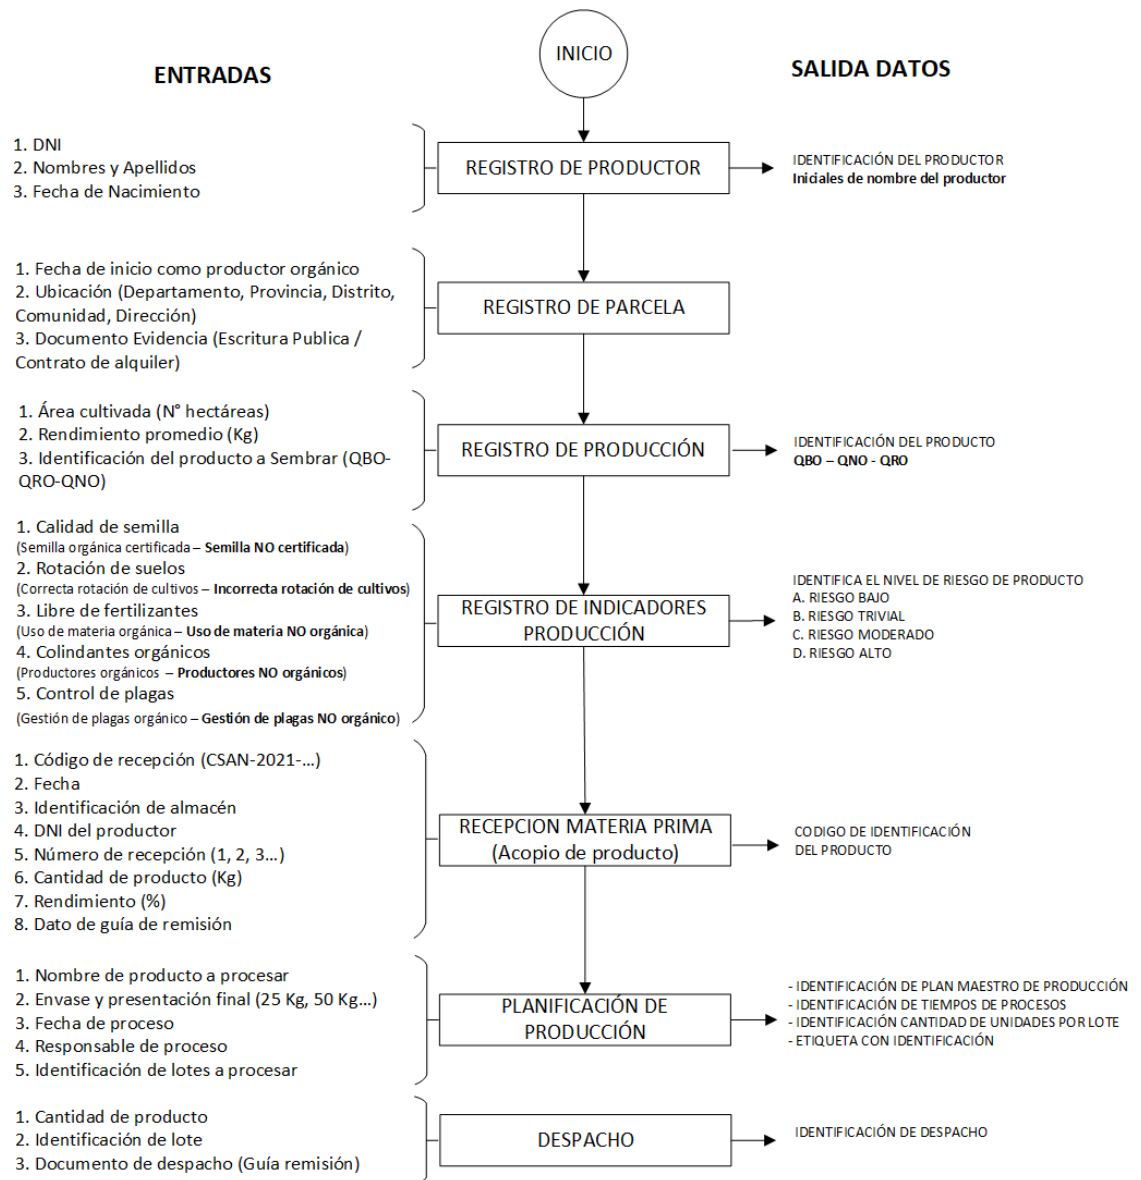 INICIO
ENTRADAS
SALIDA DATOS
1. DNI
2. Nombres y Apellidos
3. Fecha de Nacimiento
REGISTRO DE PRODUCTOR
IDENTIFICACIÓN DEL PRODUCTOR
Iniciales de nombre del productor
1. Fecha de inicio como productor orgánico
2. Ubicación (Departamento, Provincia, Distrito,
Comunidad, Dirección)
3. Documento Evidencia (Escritura Publica /
Contrato de alquiler)
REGISTRO DE PARCELA
1. Área cultivada (N° hectáreas)
2. Rendimiento promedio (Kg)
3. Identificación del producto a Sembrar (QBO-
QRO-QNO)
REGISTRO DE PRODUCCIÓN
IDENTIFICACIÓN DEL PRODUCTO
QBO – QNO - QRO
1. Calidad de semilla
(Semilla orgánica certificada – Semilla NO certificada)
2. Rotación de suelos
(Correcta rotación de cultivos – Incorrecta rotación de cultivos)
3. Libre de fertilizantes
(Uso de materia orgánica – Uso de materia NO orgánica)
4. Colindantes orgánicos
(Productores orgánicos – Productores NO orgánicos)
5. Control de plagas
(Gestión de plagas orgánico – Gestión de plagas NO orgánico)
REGISTRO DE INDICADORES
PRODUCCIÓN
IDENTIFICA EL NIVEL DE RIESGO DE PRODUCTO
A. RIESGO BAJO
B. RIESGO TRIVIAL
C. RIESGO MODERADO
D. RIESGO ALTO
1. Código de recepción (CSAN-2021-…)
2. Fecha
3. Identificación de almacén
4. DNI del productor
5. Número de recepción (1, 2, 3…)
6. Cantidad de producto (Kg)
7. Rendimiento (%)
8. Dato de guía de remisión
RECEPCION MATERIA PRIMA
(Acopio de producto)
CODIGO DE IDENTIFICACIÓN
DEL PRODUCTO
1. Nombre de producto a procesar
2. Envase y presentación final (25 Kg, 50 Kg…)
3. Fecha de proceso
4. Responsable de proceso
5. Identificación de lotes a procesar
PLANIFICACIÓN DE
PRODUCCIÓN
- IDENTIFICACIÓN DE PLAN MAESTRO DE PRODUCCIÓN
- IDENTIFICACIÓN DE TIEMPOS DE PROCESOS
- IDENTIFICACIÓN CANTIDAD DE UNIDADES POR LOTE
- ETIQUETA CON IDENTIFICACIÓN
1. Cantidad de producto
2. Identificación de lote
3. Documento de despacho (Guía remisión)
DESPACHO
IDENTIFICACIÓN DE DESPACHO